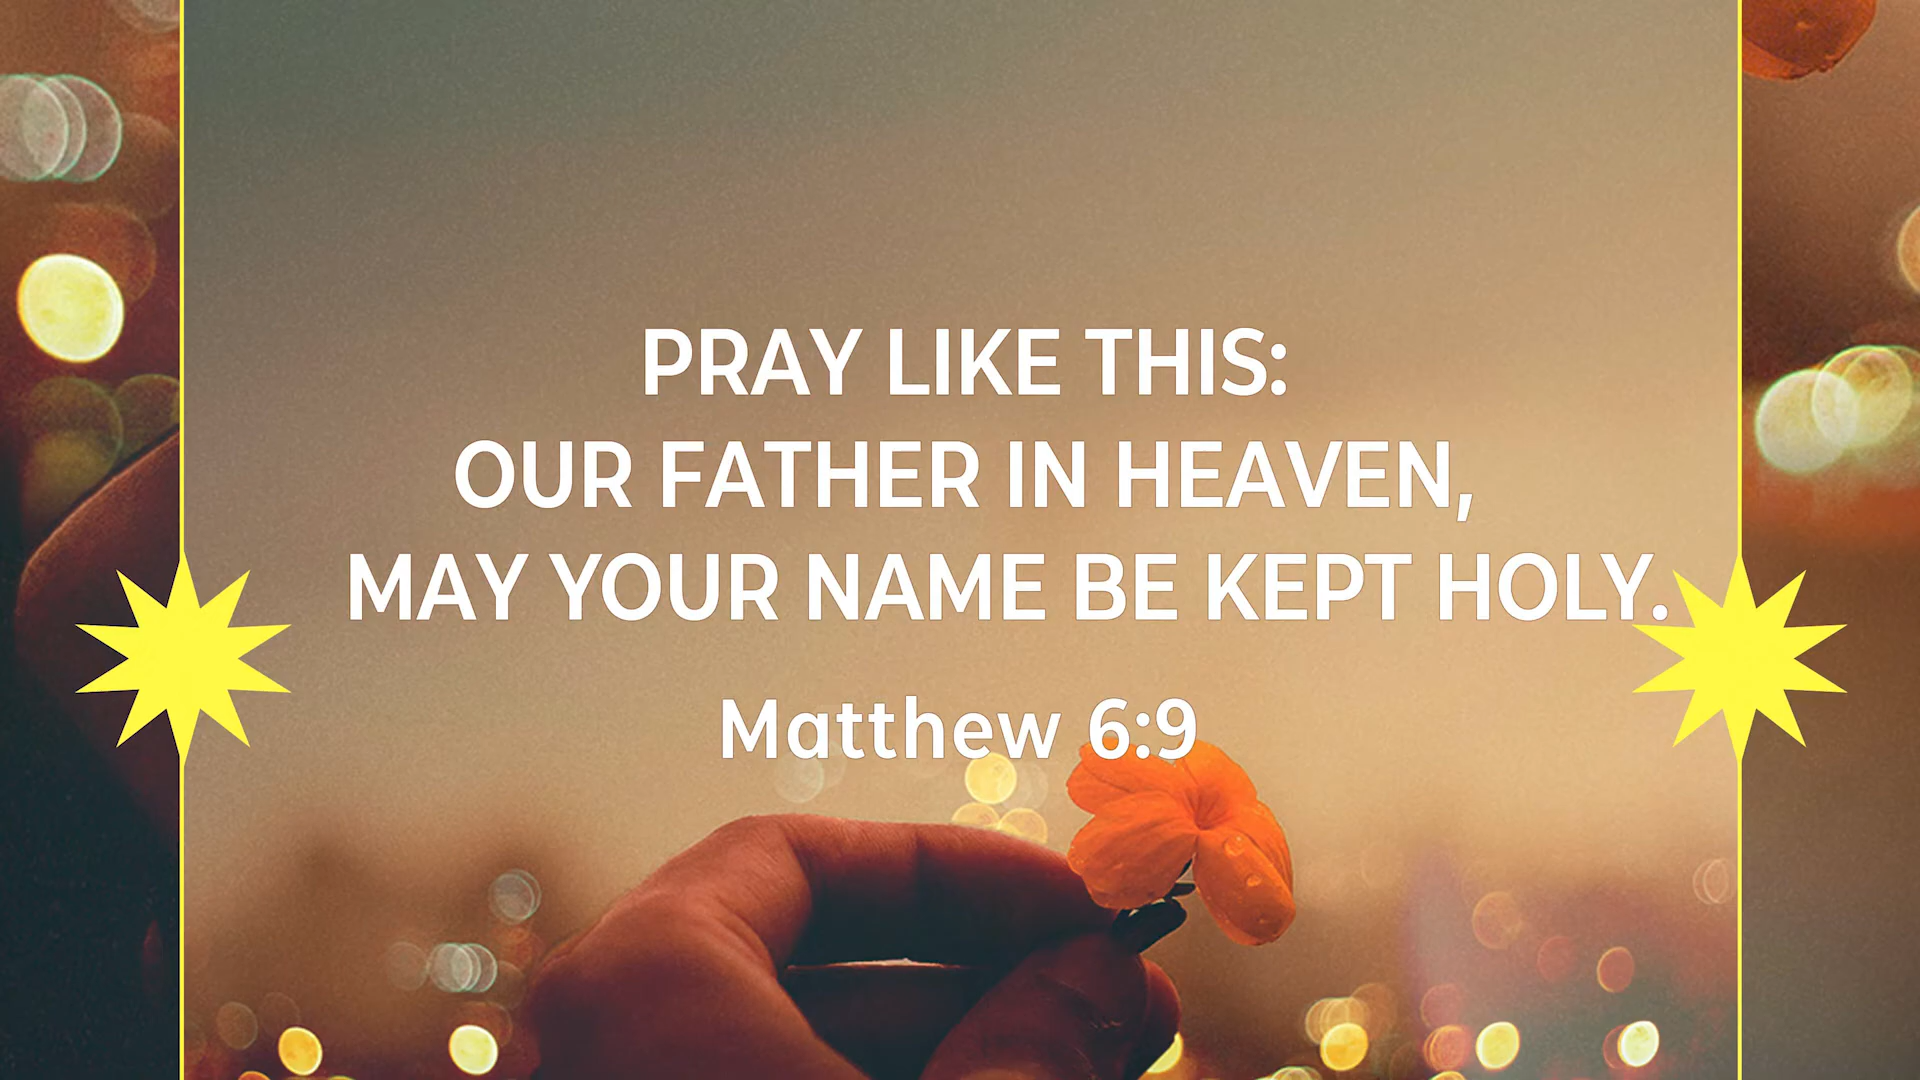 PRAY LIKE THIS:
OUR FATHER IN HEAVEN,
MAY YOUR NAME BE KEPT HOLY.
Matthew 6:9